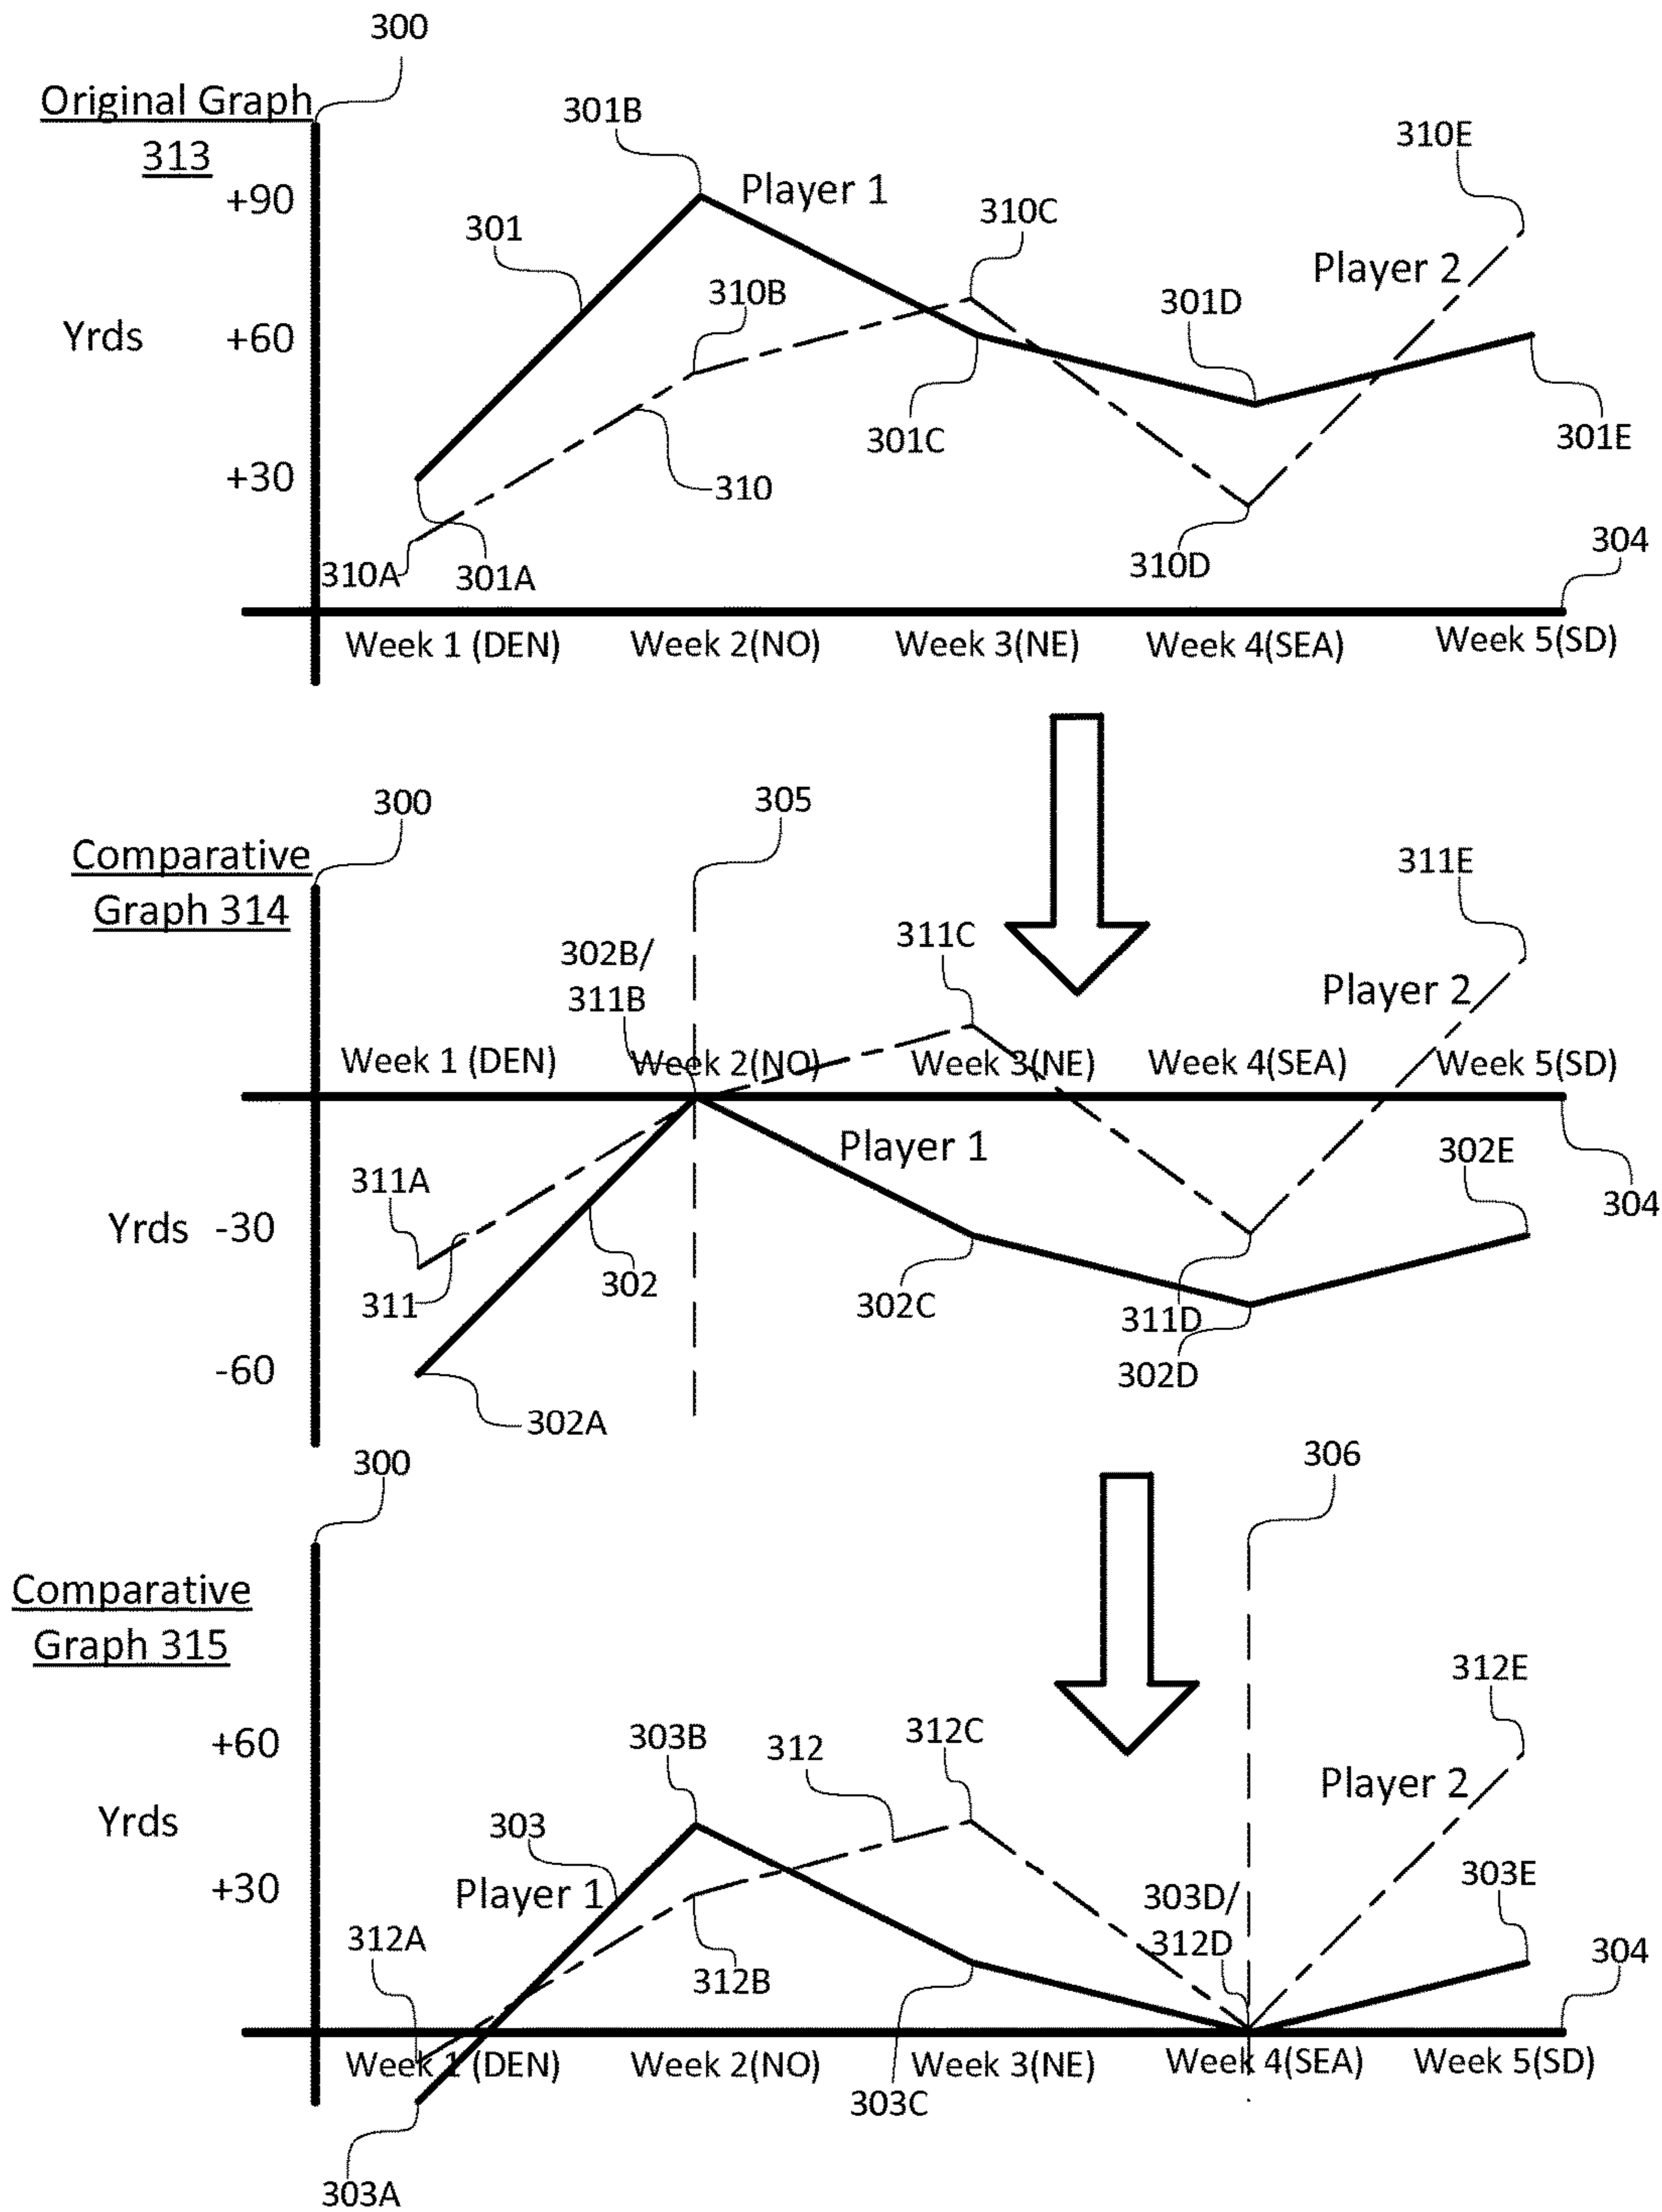 300
Original Graph
313
301B
310E
+90
Player 1
310C
301
Player 2
310B
301D
Yrds
+60
301C
301E
+30
310
304
310A
301A
310D
Week 1 (DEN)
Week 2(NO)
Week 3(NE)
Week 4(SEA)
Week 5(SD)
300
305
Comparative
Graph 314
311E
302B/
311B
311C
Player 2
Week 1 (DEN)
Week 2(NO)
Week 3(NE)
Week 4(SEA)
Week 5(SD)
Player 1
302E
311A
304
Yrds
-30
302
311
302C
311D
-60
302D
302A
300
306
Comparative
Graph 315
312E
+60
303B
312
312C
Player 2
Yrds
303
+30
Player 1
303D/
312D
303E
312A
312B
304
Week 1 (DEN)
Week 2(NO)
Week 3(NE)
Week 4(SEA)
Week 5(SD)
303C
303A